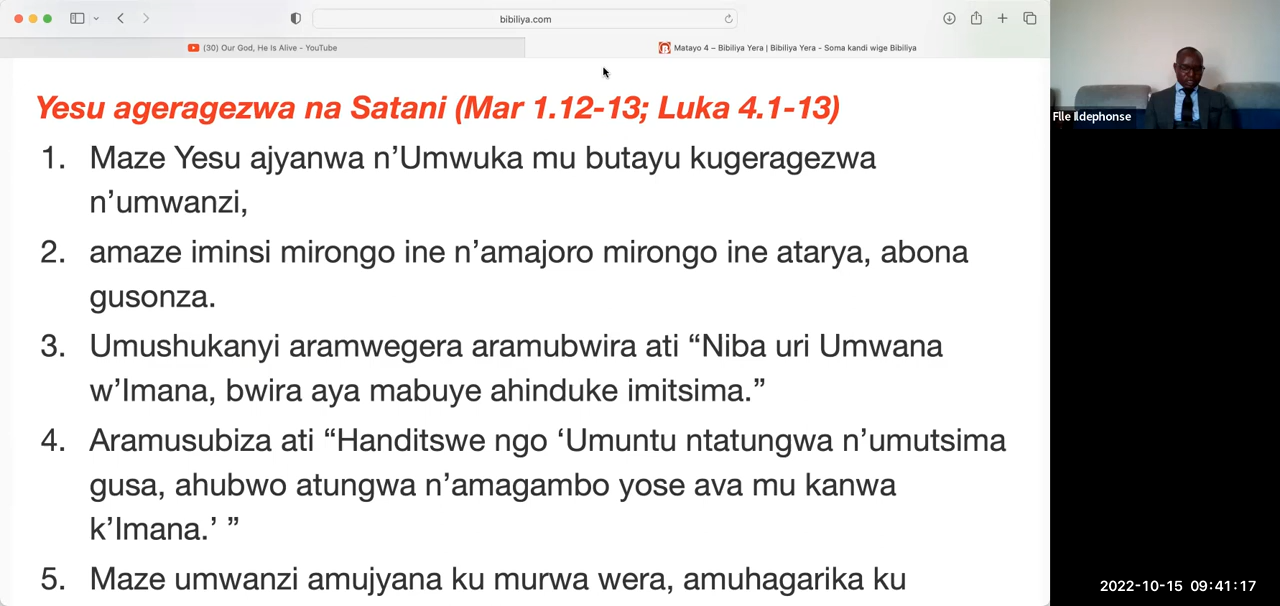 bibiliya.com
(30) Our God, He Is Alive - YouTube
Matayo 4 – Bibiliya Yera | Bibiliya Yera - Soma kandi wige Bibiliya
Yesu ageragezwa na Satani (Mar 1.12-13; Luka 4.1-13)
1. Maze Yesu ajyanwa n’Umwuka mu butayu kugeragezwa
n’umwanzi,
2. amaze iminsi mirongo ine n’amajoro mirongo ine atarya, abona
gusonza.
3. Umushukanyi aramwegera aramubwira ati “Niba uri Umwana
w’Imana, bwira aya mabuye ahinduke imitsima.”
4. Aramusubiza ati “Handitswe ngo ‘Umuntu ntatungwa n’umutsima
gusa, ahubwo atungwa n’amagambo yose ava mu kanwa
k’Imana.’ ”
5. Maze umwanzi amujyana ku murwa wera, amuhagarika ku
Flle Ildephonse
2022-10-15 09:41:17